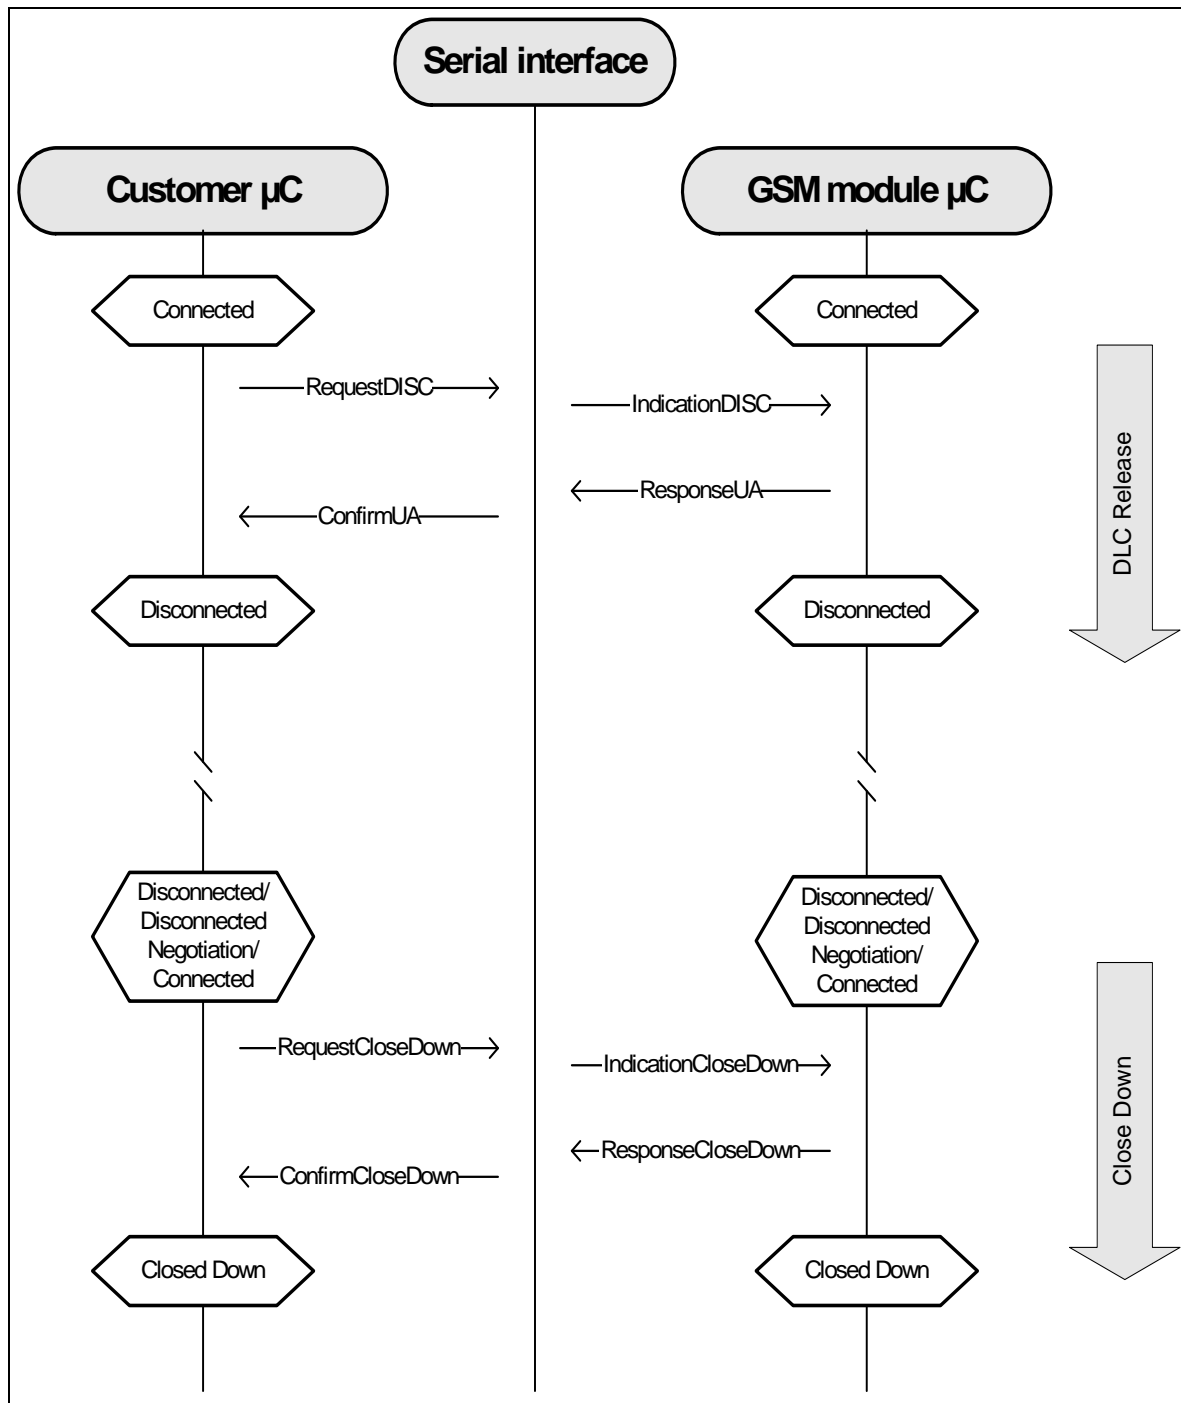 Serial interface
Customer µC
GSM module µC
Connected
Connected
RequestDISC
IndicationDISC
ResponseUA
ConfirmUA
DLC Release
Disconnected
Disconnected
Disconnected/
Disconnected
Negotiation/
Connected
Disconnected/
Disconnected
Negotiation/
Connected
RequestCloseDown
IndicationCloseDown
ResponseCloseDown
ConfirmCloseDown
Close Down
Closed Down
Closed Down